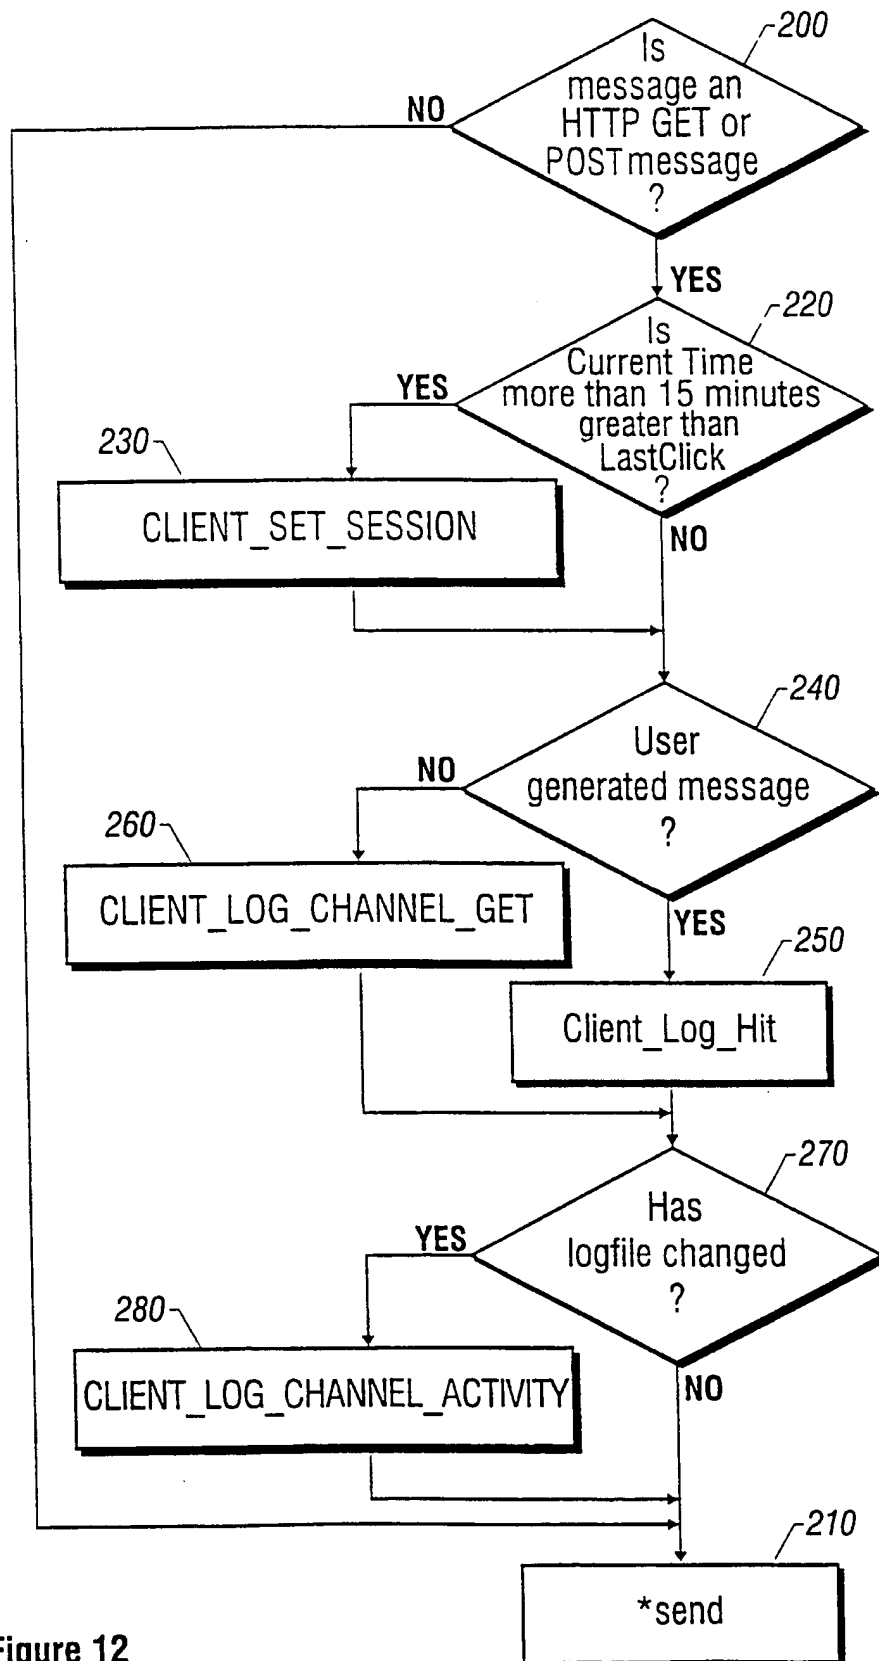 200
Is
message an
HTTP GET or
POST message
?
NO
YES
220
Is
Current Time
more than 15 minutes
greater than
LastClick
?
YES
230
CLIENT_SET_SESSION
NO
240
User
generated message
?
NO
260
CLIENT_LOG_CHANNEL_GET
YES
250
Client_Log_Hit
270
Has
logfile changed
?
YES
280
CLIENT_LOG_CHANNEL_ACTIVITY
NO
210
*send
Figure 12